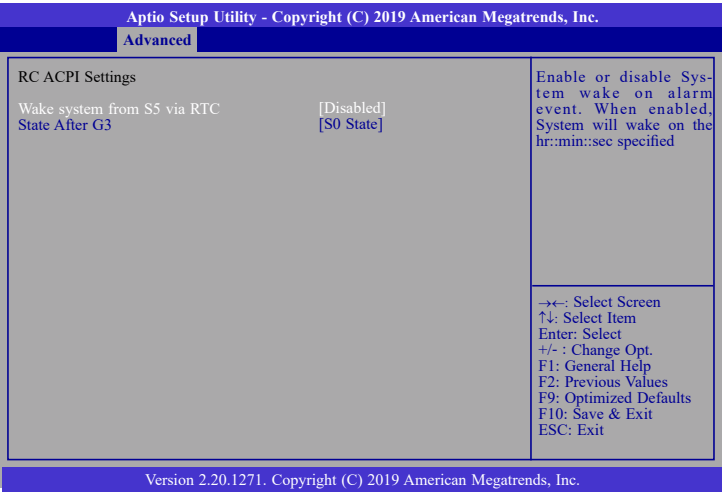 Aptio Setup Utility - Copyright (C) 2019 American Megatrends, Inc.
Advanced
RC ACPI Settings
Wake system from S5 via RTC [Disabled]
State After G3 [S0 State]
Enable or disable Sys-
tem wake on alarm
event. When enabled,
System will wake on the
hr::min::sec specified
→←: Select Screen
↑↓: Select Item
Enter: Select
+/- : Change Opt.
F1: General Help
F2: Previous Values
F9: Optimized Defaults
F10: Save & Exit
ESC: Exit
Version 2.20.1271. Copyright (C) 2019 American Megatrends, Inc.